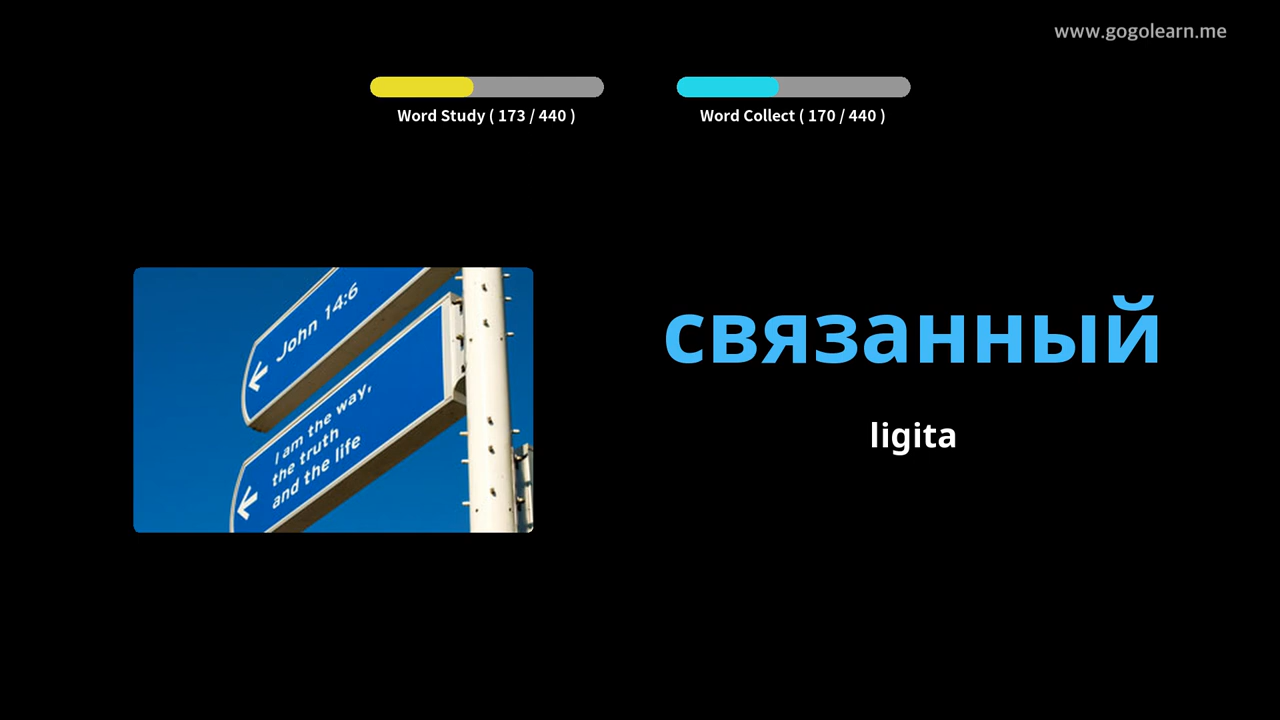 www.gogolearn.me
Word Study ( 173 / 440 )
Word Collect ( 170 / 440 )
John 14:6
I am the way,
the truth
and the life
связанный
ligita